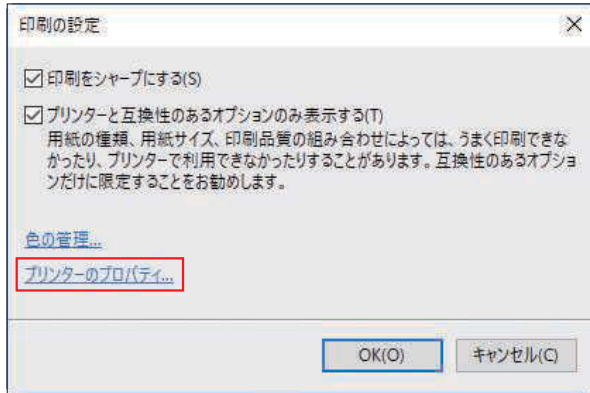 印刷の設定
印刷をシャープにする(S)
プリンターと互換性のあるオプションのみ表示する(T)
用紙の種類、用紙サイズ、印刷品質の組み合わせによっては、うまく印刷できな
かったり、プリンターで利用できなかったりすることがあります。互換性のあるオプショ
ンだけに限定することをお勧めします。
色の管理...
プリンターのプロパティ...
OK(O) キャンセル(C)